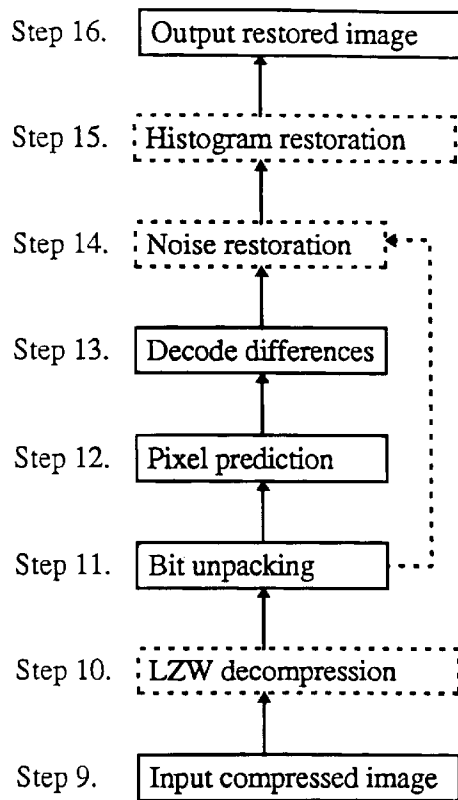 Step 16. Output restored image
Step 15. Histogram restoration
Step 14. Noise restoration
Step 13. Decode differences
Step 12. Pixel prediction
Step 11. Bit unpacking
Step 10. LZW decompression
Step 9. Input compressed image